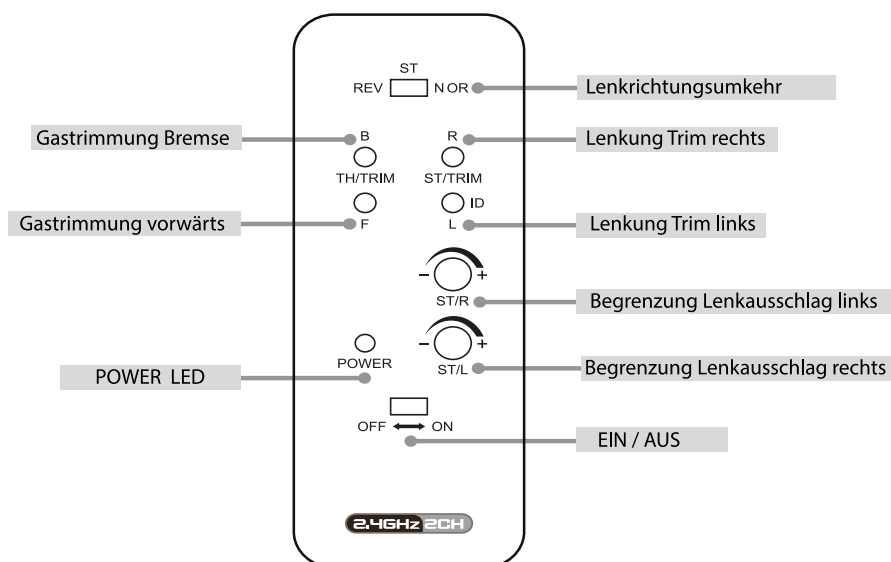 ST
REV NOR
Lenkrichtungsumkehr
Gastrimmung Bremse
B
R
Lenkung Trim rechts
TH/TRIM
ST/TRIM
Gastrimmung vorwärts
F
ID
L
Lenkung Trim links
- +
ST/R
Begrenzung Lenkausschlag links
- +
ST/L
Begrenzung Lenkausschlag rechts
POWER
POWER LED
OFF ↔ ON
EIN / AUS
2.4GHz 2CH